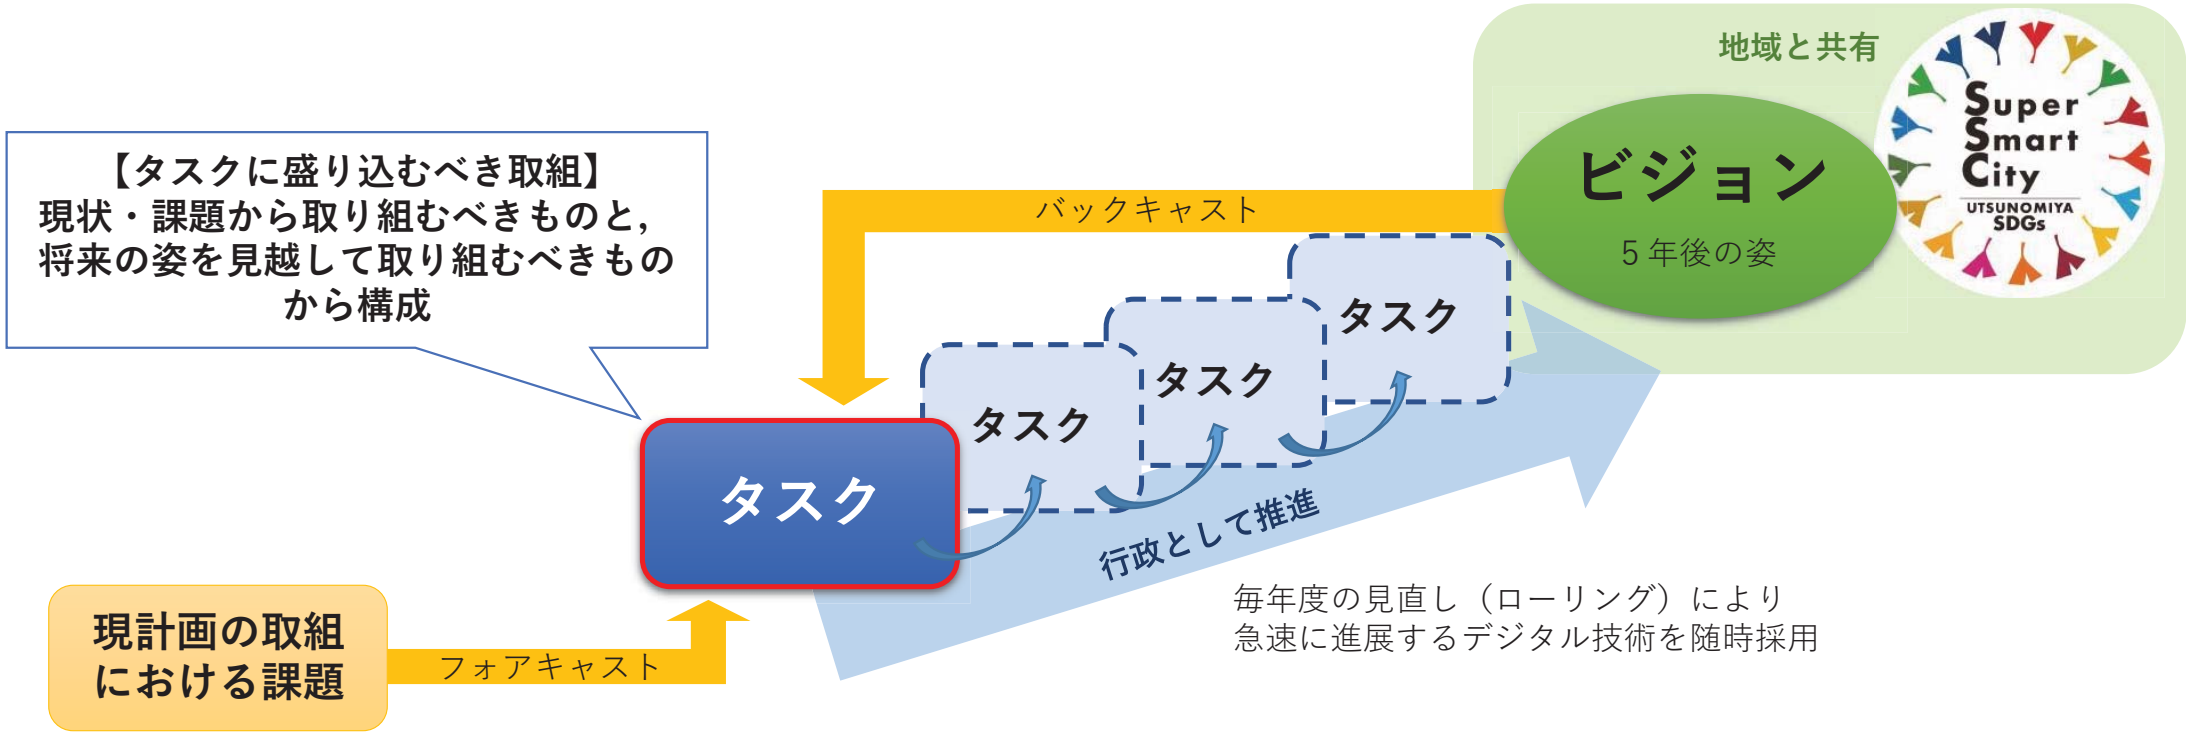 地域と共有
Super
Smart
City
UTSUNOMIYA
SDGs
ビジョン
5年後の姿
【タスクに盛り込むべき取組】
現状・課題から取り組むべきものと,
将来の姿を見越して取り組むべきもの
から構成
バックキャスト
タスク
タスク
タスク
タスク
行政として推進
毎年度の見直し（ローリング）により
急速に進展するデジタル技術を随時採用
現計画の取組
における課題
フォアキャスト